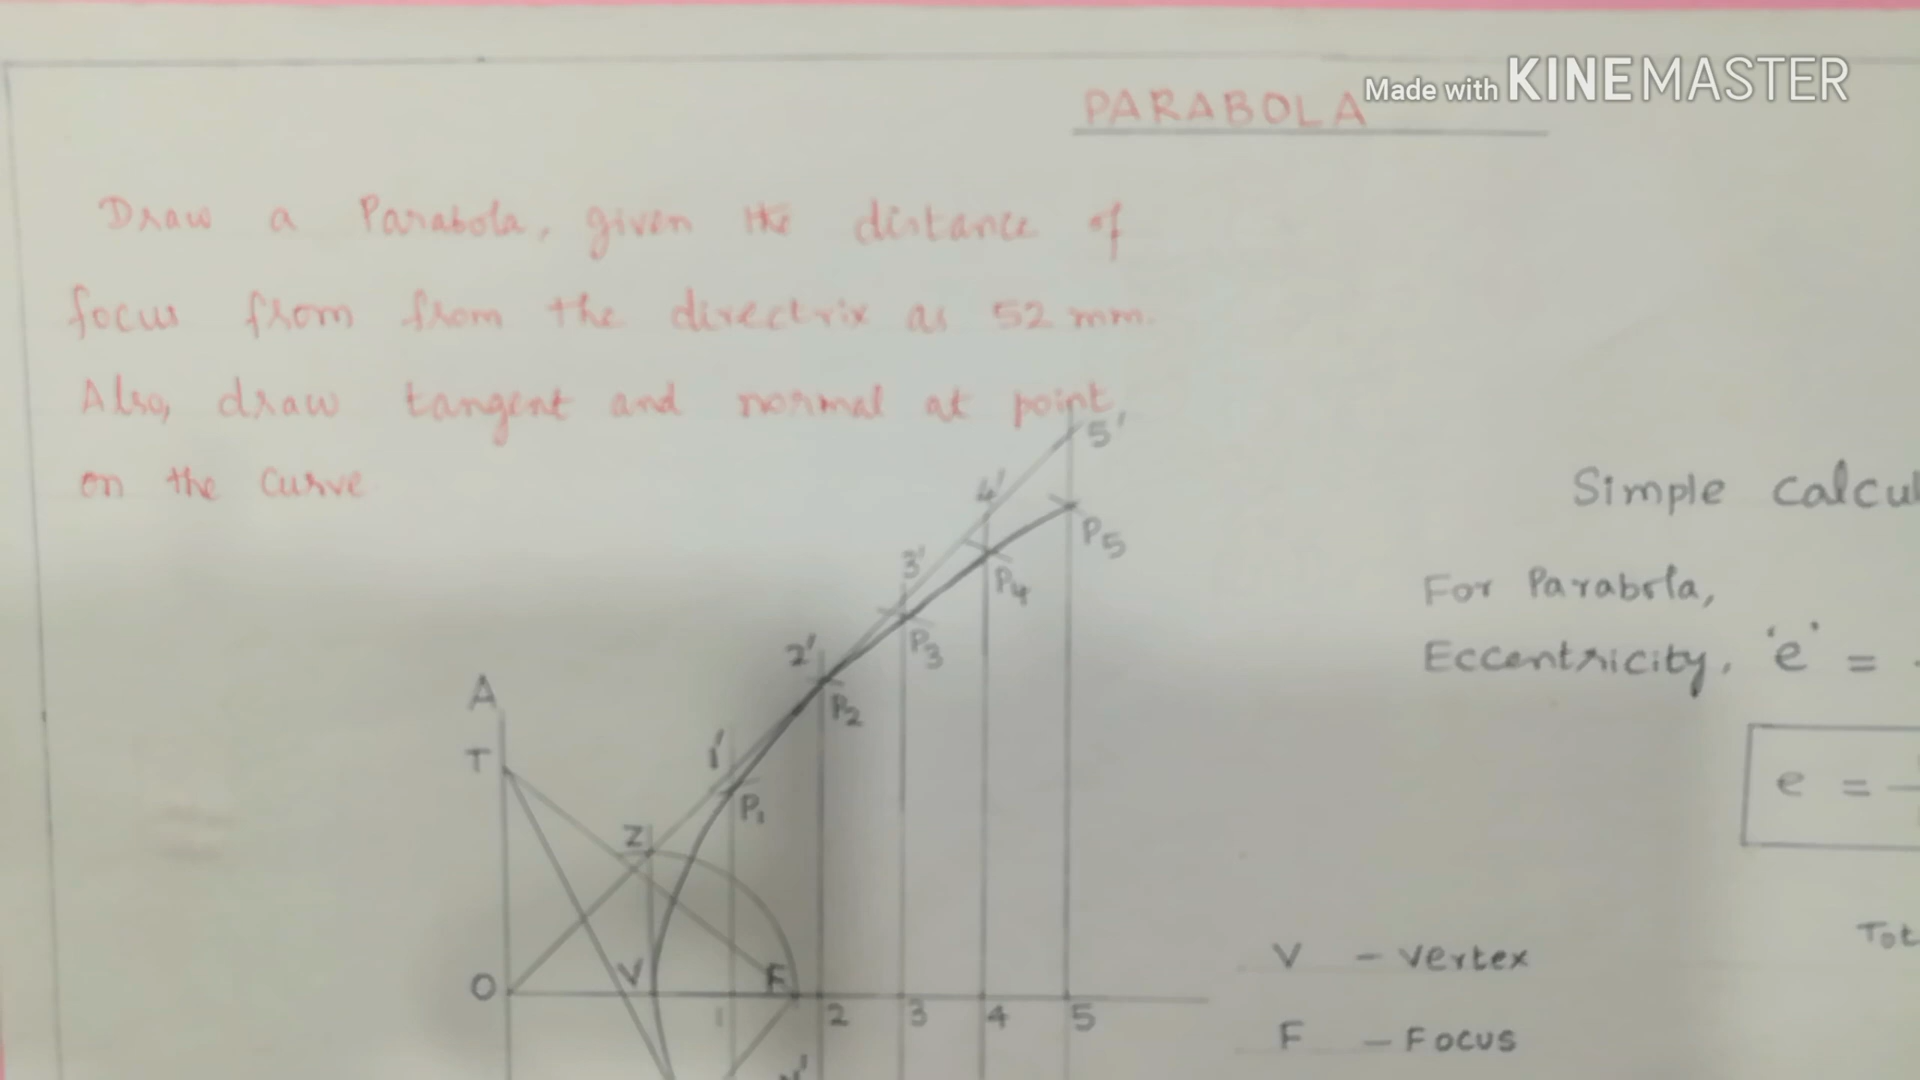 Made with KINEMASTER
PARABOLA
Draw a Parabola, given the distance of
focus from from the directrix as 52 mm.
Also, draw tangent and normal at point,
on the curve
5'
4'
P5
3'
P4
2'
P3
A
P2
T
1'
P1
Z
O
V
F
1
2
3
4
5
N'
Simple calcul
For Parabola,
Eccentricity, 'e' =
e =
Tot
V - Vertex
F - Focus